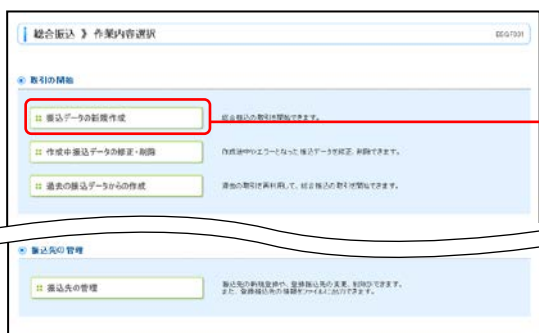 総合振込 》 作業内容選択
取引の開始
振込データの新規作成
総合振込の取引を開始できます。
作成中振込データの修正・削除
作成途中やエラーとなった振込データを修正、削除できます。
過去の振込データからの作成
過去の取引を再利用して、総合振込の取引を開始できます。
振込先の管理
振込先の管理
振込先の新規登録や、登録振込先の変更、削除ができます。
また、登録振込先の情報をファイルに出力できます。